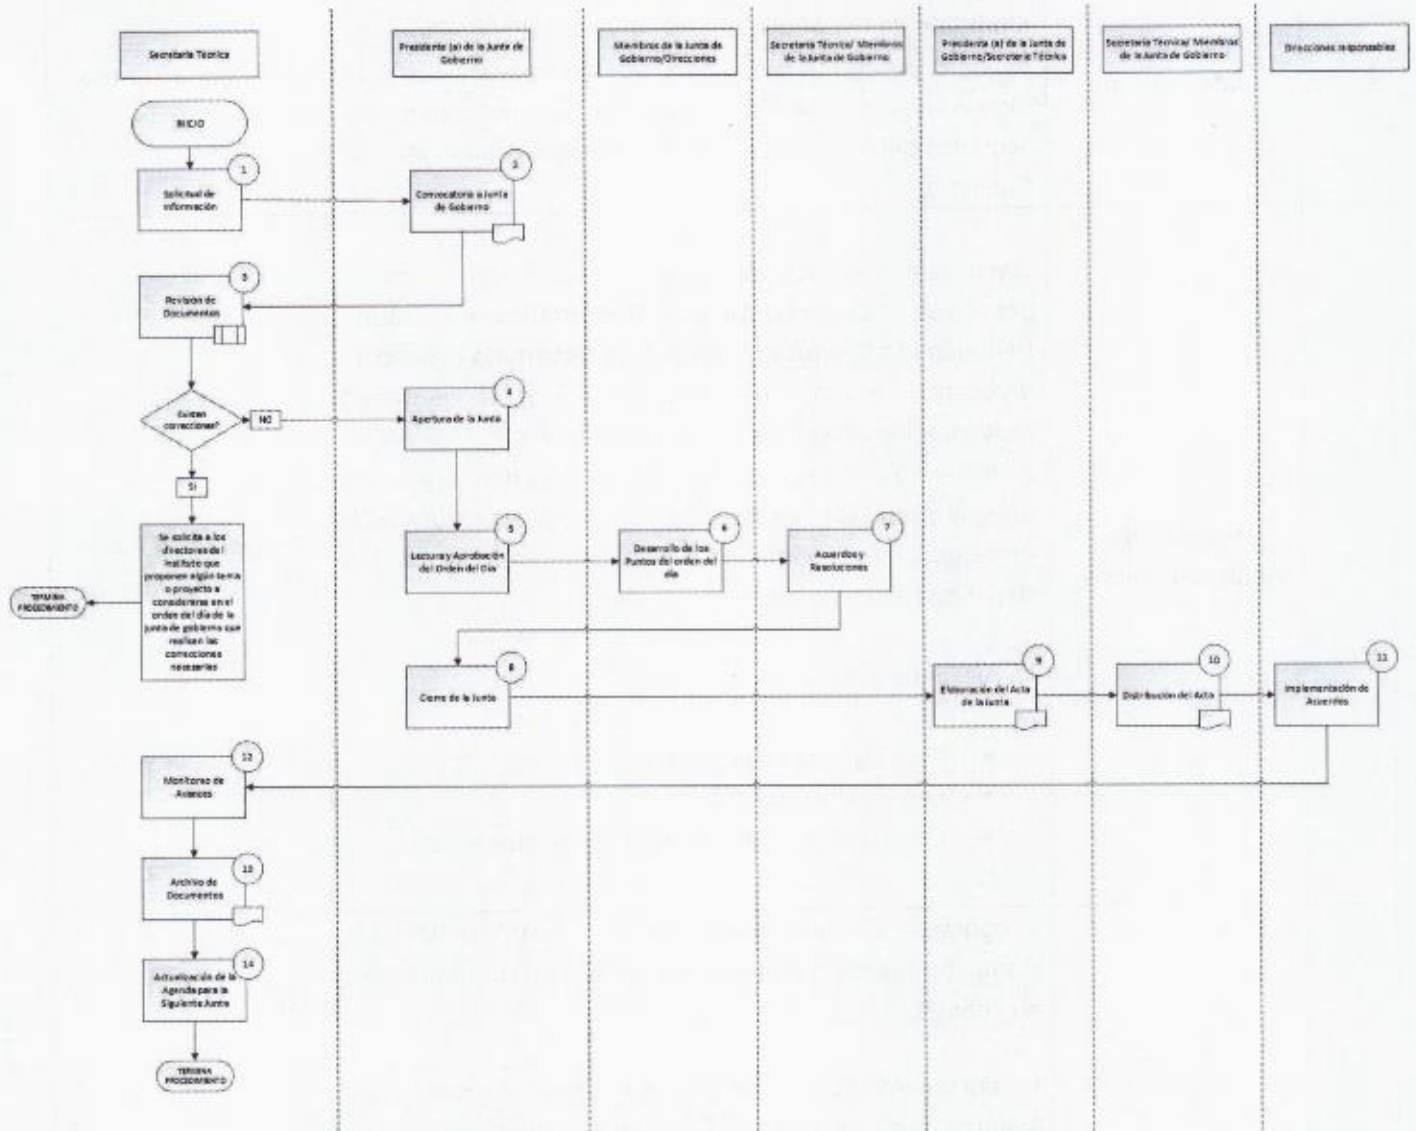 Secretaría Técnica
Presidente (a) de la Junta de
Gobierno
Miembros de la Junta de
Gobierno/Direcciones
Secretaría Técnica/ Miembros
de la Junta de Gobierno
Presidente (a) de la Junta de
Gobierno/Secretaría Técnica
Secretaría Técnica/ Miembros
de la Junta de Gobierno
Direcciones responsables
INICIO
1
Solicitud de
información
2
Convocatoria a Junta
de Gobierno
3
Revisión de
Documentos
Existen
correcciones?
NO
4
Apertura de la Junta
SI
Se solicita a los
directores del
Instituto que
proponen algún tema
o proyecto a
considerarse en el
orden del día de la
junta de gobierno que
realicen las
correcciones
necesarias
TERMINA
PROCEDIMIENTO
5
Lectura y Aprobación
del Orden del Día
6
Desarrollo de los
Puntos del orden del
día
7
Acuerdos y
Resoluciones
8
Cierre de la Junta
9
Elaboración del Acta
de la Junta
10
Distribución del Acta
11
Implementación de
Acuerdos
12
Monitoreo de
Avances
13
Archivo de
Documentos
14
Actualización de la
Agenda para la
Siguiente Junta
TERMINA
PROCEDIMIENTO